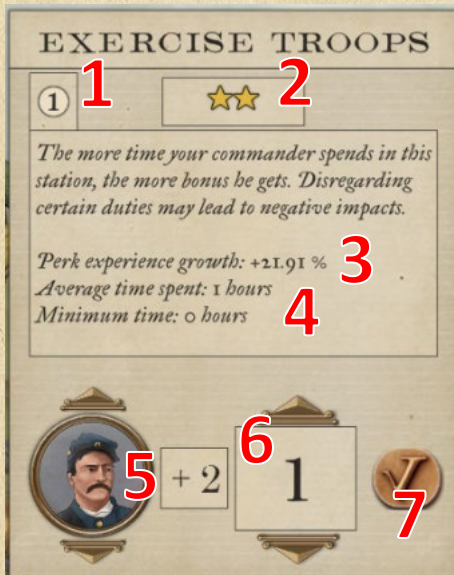 EXERCISE TROOPS
1 1 2
The more time your commander spends in this
station, the more bonus he gets. Disregarding
certain duties may lead to negative impacts.
Perk experience growth: +21.91 % 3
Average time spent: 1 hours
Minimum time: 0 hours 4
5 +2 6 1 7